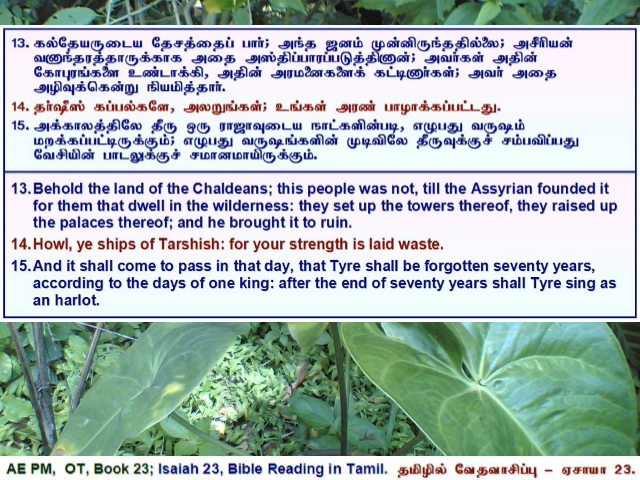 13. கல்தேயருடைய தேசத்தைப் பார்; அந்த ஜனம் முன்னிருந்ததில்லை; அசீரியன்
வனாந்தரத்தாருக்காக அதை அஸ்திபாரப்படுத்தினான்; அவர்கள் அதின்
கோபுரங்களை உண்டாக்கி, அதின் அரமனைகளைக் கட்டினார்கள்; அவர் அதை
அழிவுக்கென்று நியமித்தார்.
14. தர்ஷீஸ் கப்பல்களே, அலறுங்கள்; உங்கள் அரண் பாழாக்கப்பட்டது.
15. அக்காலத்திலே தீரு ஒரு ராஜாவுடைய நாட்களின்படி, எழுபது வருஷம்
மறக்கப்பட்டிருக்கும்; எழுபது வருஷங்களின் முடிவிலே தீருவுக்குச் சம்பவிப்பது
வேசியின் பாடலுக்குச் சமானமாயிருக்கும்.
13. Behold the land of the Chaldeans; this people was not, till the Assyrian founded it
for them that dwell in the wilderness: they set up the towers thereof, they raised up
the palaces thereof; and he brought it to ruin.
14. Howl, ye ships of Tarshish: for your strength is laid waste.
15. And it shall come to pass in that day, that Tyre shall be forgotten seventy years,
according to the days of one king: after the end of seventy years shall Tyre sing as
an harlot.
AE PM, OT, Book 23; Isaiah 23, Bible Reading in Tamil. தமிழில் வேதவாசிப்பு – ஏசாயா 23.